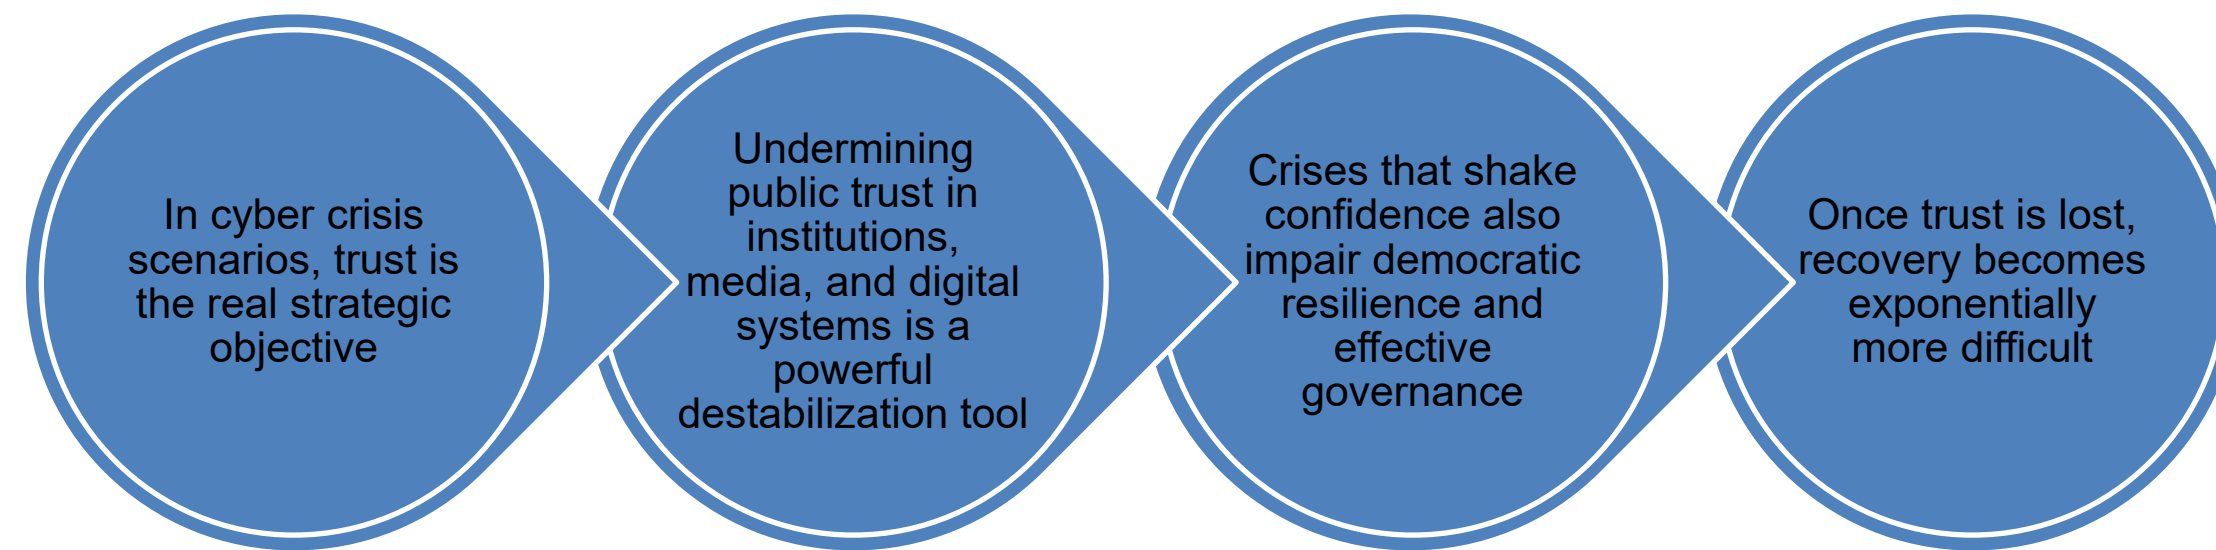 In cyber crisis
scenarios, trust is
the real strategic
objective
Undermining
public trust in
institutions,
media, and digital
systems is a
powerful
destabilization tool
Crises that shake
confidence also
impair democratic
resilience and
effective
governance
Once trust is lost,
recovery becomes
exponentially
more difficult